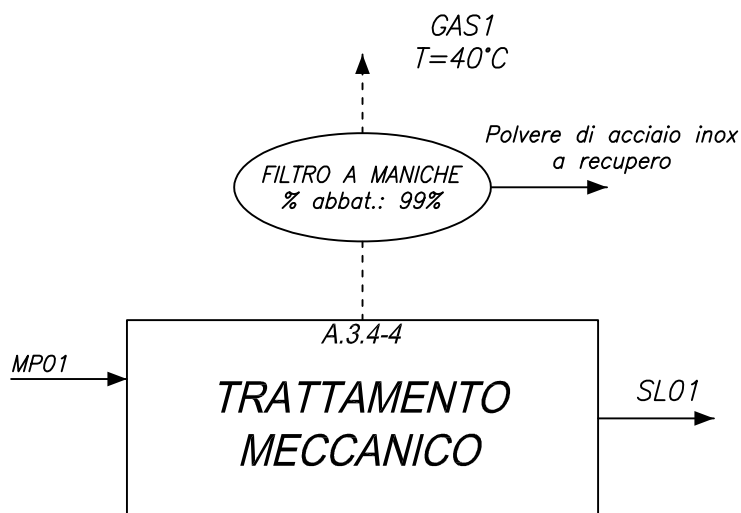 GAS1
T=40°C
Polvere di acciaio inox
a recupero
FILTRO A MANICHE
% abbat.: 99%
A.3.4-4
MP01
TRATTAMENTO
MECCANICO
SL01